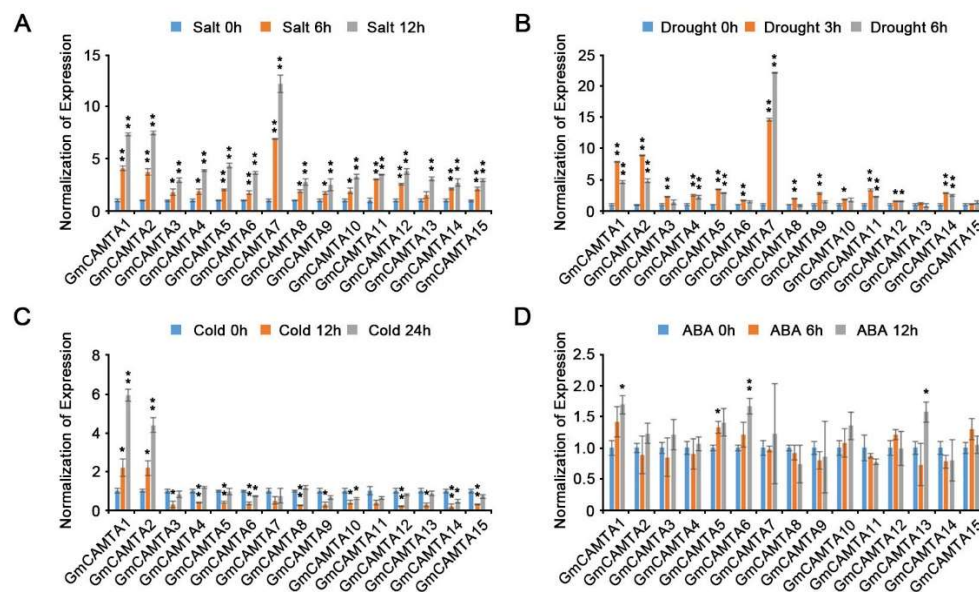 A
Salt 0h Salt 6h Salt 12h
Normalization of Expression
15
10
5
0
GmCAMTA1
GmCAMTA2
GmCAMTA3
GmCAMTA4
GmCAMTA5
GmCAMTA6
GmCAMTA7
GmCAMTA8
GmCAMTA9
GmCAMTA10
GmCAMTA11
GmCAMTA12
GmCAMTA13
GmCAMTA14
GmCAMTA15
B
Drought 0h Drought 3h Drought 6h
Normalization of Expression
25
20
15
10
5
0
GmCAMTA1
GmCAMTA2
GmCAMTA3
GmCAMTA4
GmCAMTA5
GmCAMTA6
GmCAMTA7
GmCAMTA8
GmCAMTA9
GmCAMTA10
GmCAMTA11
GmCAMTA12
GmCAMTA13
GmCAMTA14
GmCAMTA15
C
Cold 0h Cold 12h Cold 24h
Normalization of Expression
8
6
4
2
0
GmCAMTA1
GmCAMTA2
GmCAMTA3
GmCAMTA4
GmCAMTA5
GmCAMTA6
GmCAMTA7
GmCAMTA8
GmCAMTA9
GmCAMTA10
GmCAMTA11
GmCAMTA12
GmCAMTA13
GmCAMTA14
GmCAMTA15
D
ABA 0h ABA 6h ABA 12h
Normalization of Expression
2.5
2.0
1.5
1.0
0.5
0
GmCAMTA1
GmCAMTA2
GmCAMTA3
GmCAMTA4
GmCAMTA5
GmCAMTA6
GmCAMTA7
GmCAMTA8
GmCAMTA9
GmCAMTA10
GmCAMTA11
GmCAMTA12
GmCAMTA13
GmCAMTA14
GmCAMTA15